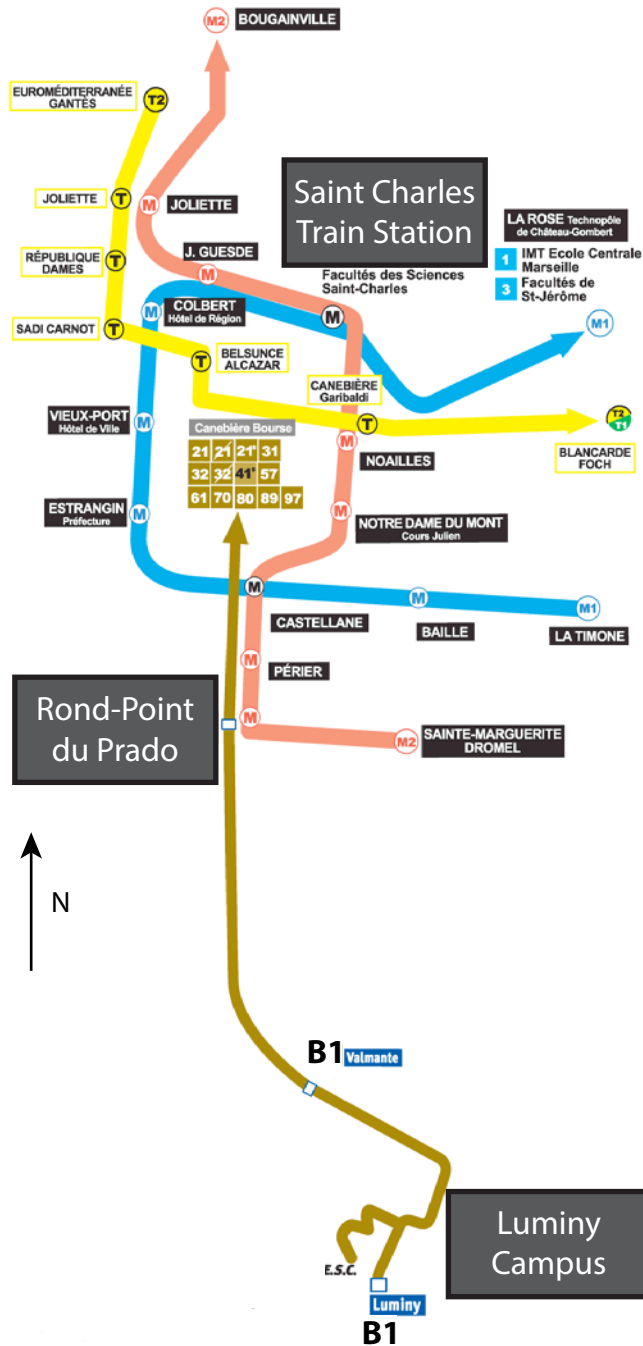 M2 BOUGAINVILLE
EUROMÉDITERRANÉE
GANTÈS
T2
Saint Charles
Train Station
JOLIETTE
T
M
JOLIETTE
LA ROSE Technopôle
de Château-Gombert
1 IMT Ecole Centrale
Marseille
3 Facultés de
St-Jérôme
RÉPUBLIQUE
DAMES
T
J. GUESDE
M
Facultés des Sciences
Saint-Charles
M
COLBERT
Hôtel de Région
M
M1
SADI CARNOT
T
BELSUNCE
ALCAZAR
T
CANEBIÈRE
Garibaldi
T
VIEUX-PORT
Hôtel de Ville
M
T2
T1
BLANCARDE
FOCH
Canebière Bourse
21 21 21* 31
32 32 41* 57
61 70 80 89 97
M
NOAILLES
ESTRANGIN
Préfecture
M
M
NOTRE DAME DU MONT
Cours Julien
M
CASTELLANE
M
BAILLE
M1
LA TIMONE
M
PÉRIER
Rond-Point
du Prado
M
M2
SAINTE-MARGUERITE
DROMEL
N
B1 Valmante
Luminy
Campus
E.S.C.
Luminy
B1